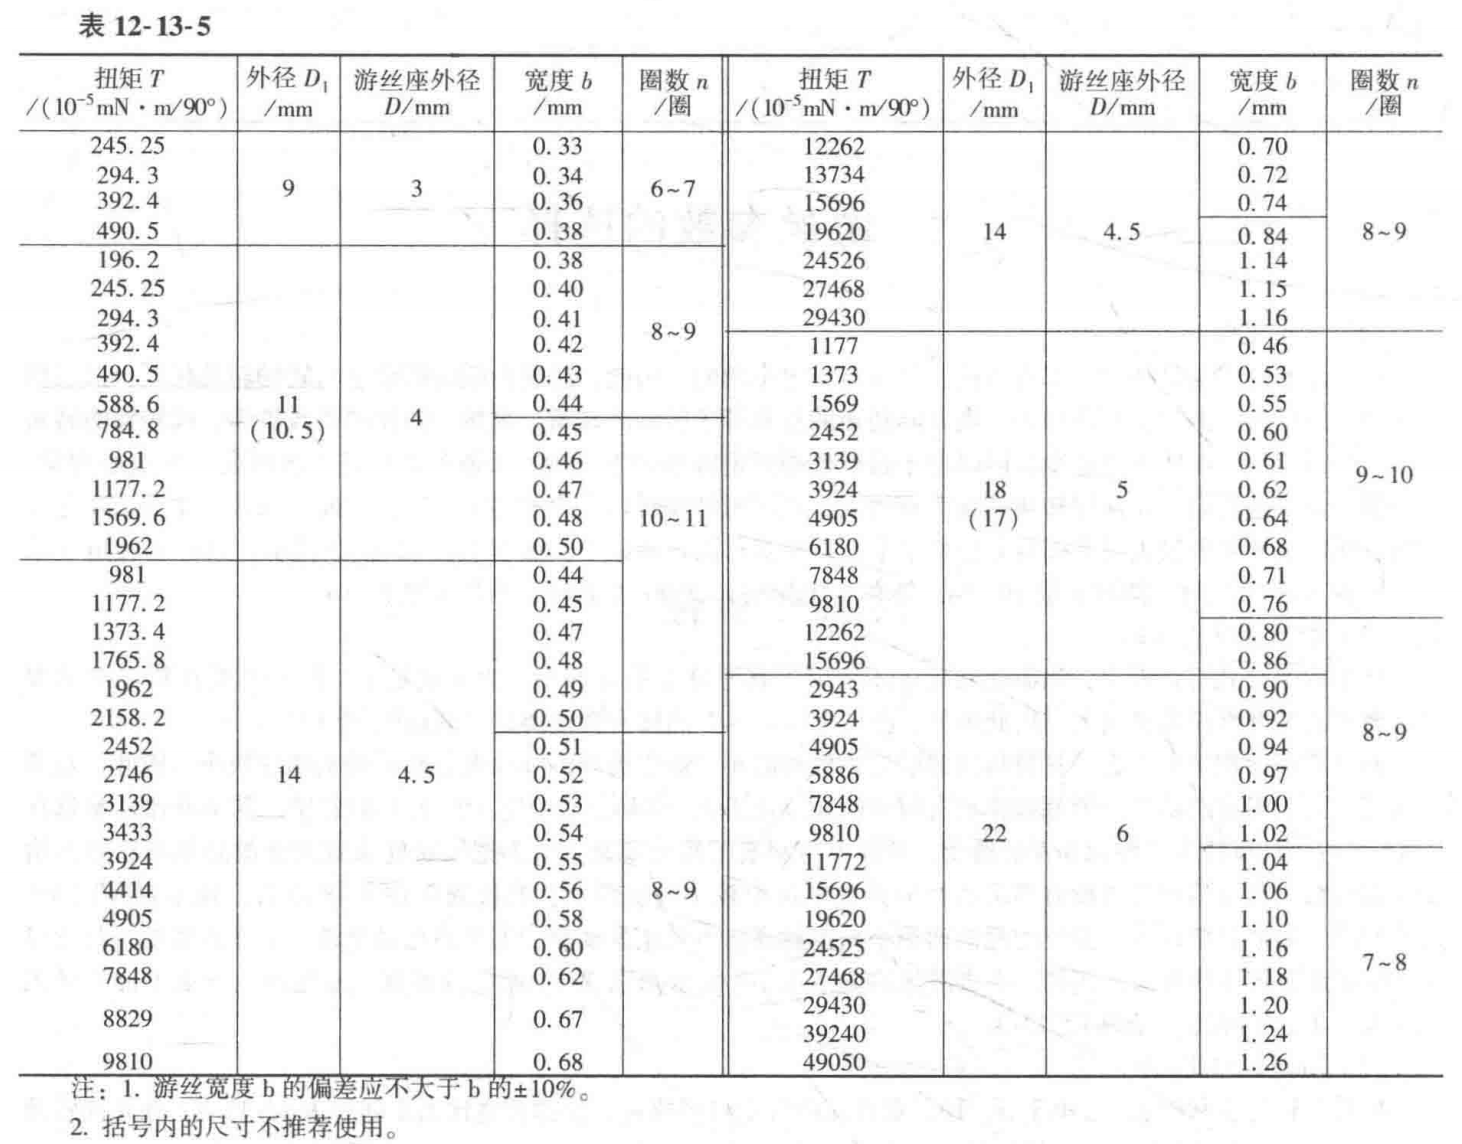 表 12-13-5
扭矩 T 外径 D₁ 游丝座外径 宽度 b 圈数 n 扭矩 T 外径 D₁ 游丝座外径 宽度 b 圈数 n
/(10⁻⁵mN·m/90°) /mm D/mm /mm /圈 /(10⁻⁵mN·m/90°) /mm D/mm /mm /圈
245.25 0.33 12262 0.70
294.3 9 3 0.34 6~7 13734 0.72
392.4 0.36 15696 0.74
490.5 0.38 19620 14 4.5 0.84 8~9
196.2 0.38 24526 1.14
245.25 0.40 27468 1.15
294.3 0.41 8~9 29430 1.16
392.4 0.42 1177 0.46
490.5 0.43 1373 0.53
588.6 11 4 0.44 1569 0.55
784.8 (10.5) 0.45 2452 0.60
981 0.46 3139 0.61
1177.2 0.47 3924 18 5 0.62 9~10
1569.6 0.48 10~11 4905 (17) 0.64
1962 0.50 6180 0.68
981 0.44 7848 0.71
1177.2 0.45 9810 0.76
1373.4 0.47 12262 0.80
1765.8 0.48 15696 0.86
1962 0.49 2943 0.90
2158.2 0.50 3924 0.92
2452 0.51 4905 0.94 8~9
2746 14 4.5 0.52 5886 0.97
3139 0.53 7848 1.00
3433 0.54 9810 22 6 1.02
3924 0.55 11772 1.04
4414 0.56 8~9 15696 1.06
4905 0.58 19620 1.10
6180 0.60 24525 1.16
7848 0.62 27468 1.18 7~8
29430 1.20
8829 0.67 39240 1.24
9810 0.68 49050 1.26
注：1. 游丝宽度 b 的偏差应不大于 b 的±10%。
2. 括号内的尺寸不推荐使用。